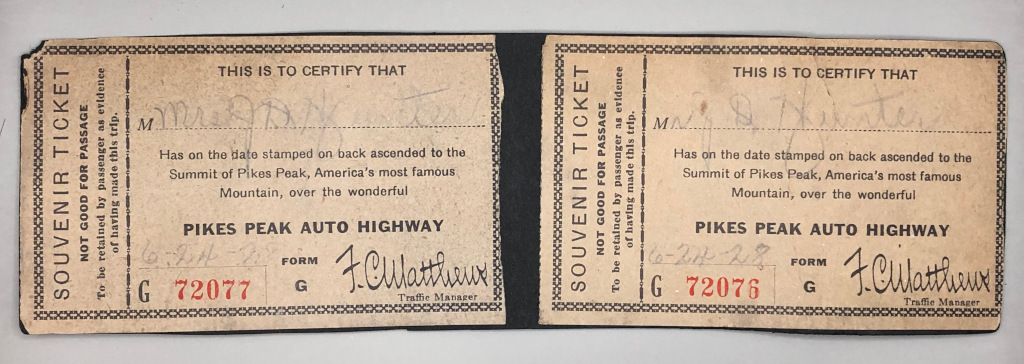 SOUVENIR TICKET
NOT GOOD FOR PASSAGE
To be retained by passenger as evidence
of having made this trip.
THIS IS TO CERTIFY THAT
Mrs J D Hunter
Has on the date stamped on back ascended to the
Summit of Pikes Peak, America's most famous
Mountain, over the wonderful
PIKES PEAK AUTO HIGHWAY
6-24-28
FORM
G
G 72077
F. C. Matthews
Traffic Manager
SOUVENIR TICKET
NOT GOOD FOR PASSAGE
To be retained by passenger as evidence
of having made this trip.
THIS IS TO CERTIFY THAT
Mr J. D. Hunter
Has on the date stamped on back ascended to the
Summit of Pikes Peak, America's most famous
Mountain, over the wonderful
PIKES PEAK AUTO HIGHWAY
6-24-28
FORM
G
G 72076
F. C. Matthews
Traffic Manager